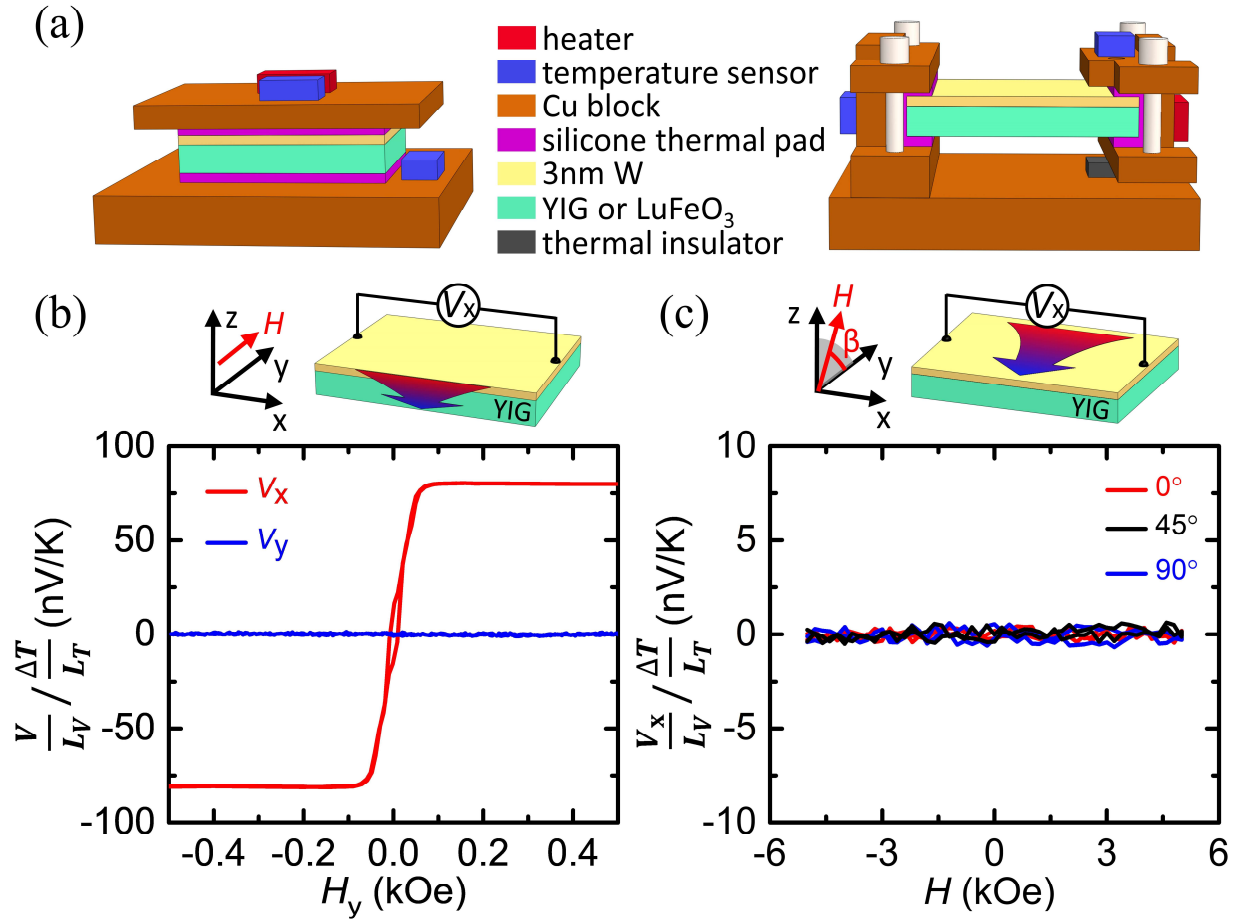 (a)
heater
temperature sensor
Cu block
silicone thermal pad
3nm W
YIG or LuFeO3
thermal insulator
(b)
z
H
y
x
Vx
YIG
100
50
0
-50
-100
V/LV / ΔT/LT (nV/K)
Vx
Vy
-0.4 -0.2 0.0 0.2 0.4
Hy (kOe)
(c)
z
H
β
y
x
Vx
YIG
10
5
0
-5
-10
Vx/LV / ΔT/LT (nV/K)
0°
45°
90°
-6 -3 0 3 6
H (kOe)